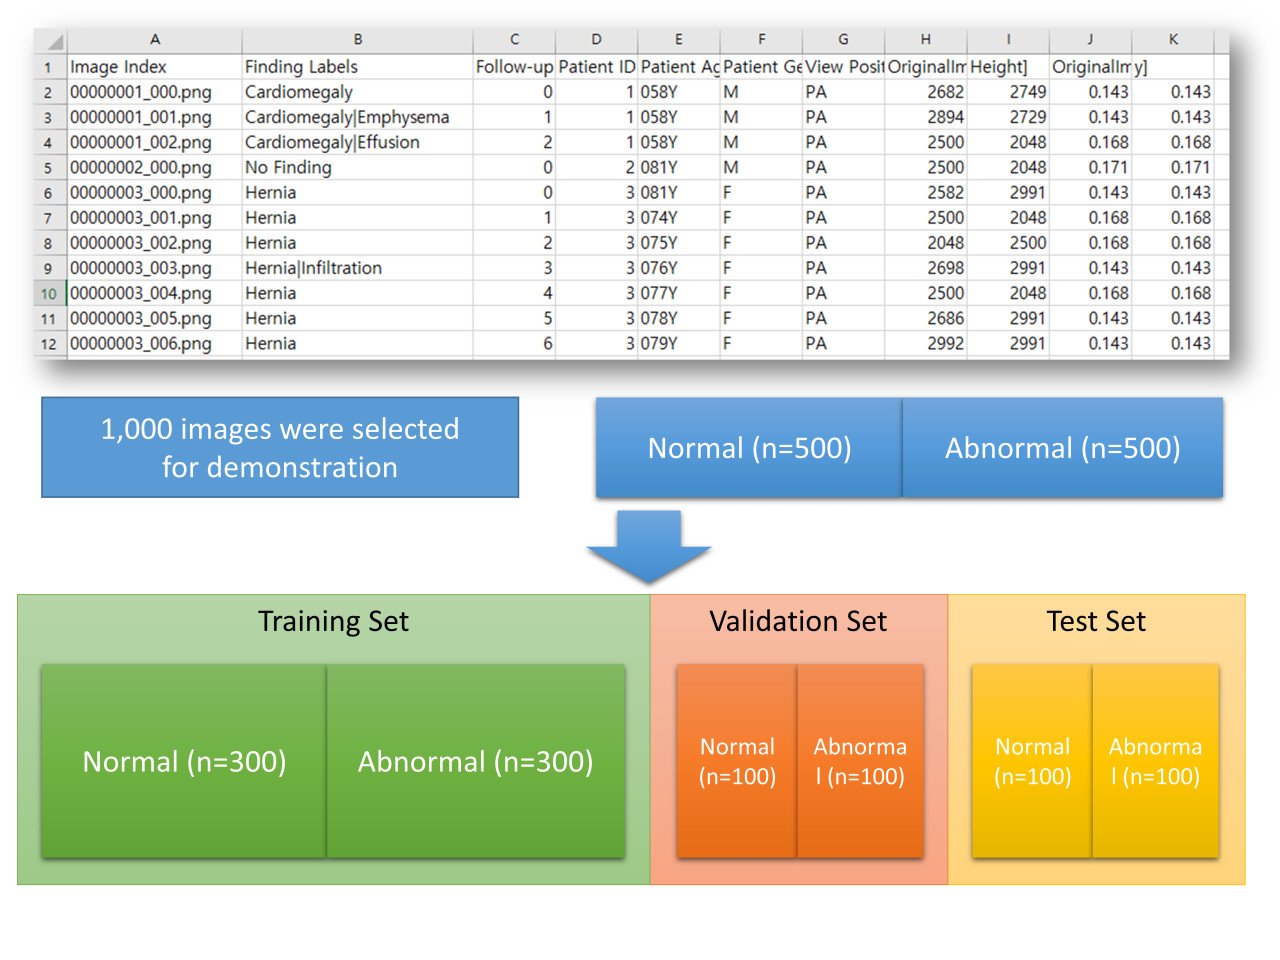 A B C D E F G H I J K
1 Image Index Finding Labels Follow-up Patient ID Patient Ag Patient Ge View Posit OriginalIm Height] OriginalIm y]
2 00000001_000.png Cardiomegaly 0 1 058Y M PA 2682 2749 0.143 0.143
3 00000001_001.png Cardiomegaly|Emphysema 1 1 058Y M PA 2894 2729 0.143 0.143
4 00000001_002.png Cardiomegaly|Effusion 2 1 058Y M PA 2500 2048 0.168 0.168
5 00000002_000.png No Finding 0 2 081Y M PA 2500 2048 0.171 0.171
6 00000003_000.png Hernia 0 3 081Y F PA 2582 2991 0.143 0.143
7 00000003_001.png Hernia 1 3 074Y F PA 2500 2048 0.168 0.168
8 00000003_002.png Hernia 2 3 075Y F PA 2048 2500 0.168 0.168
9 00000003_003.png Hernia|Infiltration 3 3 076Y F PA 2698 2991 0.143 0.143
10 00000003_004.png Hernia 4 3 077Y F PA 2500 2048 0.168 0.168
11 00000003_005.png Hernia 5 3 078Y F PA 2686 2991 0.143 0.143
12 00000003_006.png Hernia 6 3 079Y F PA 2992 2991 0.143 0.143
1,000 images were selected
for demonstration
Normal (n=500)
Abnormal (n=500)
Training Set
Normal (n=300)
Abnormal (n=300)
Validation Set
Normal
(n=100)
Abnorma
l (n=100)
Test Set
Normal
(n=100)
Abnorma
l (n=100)